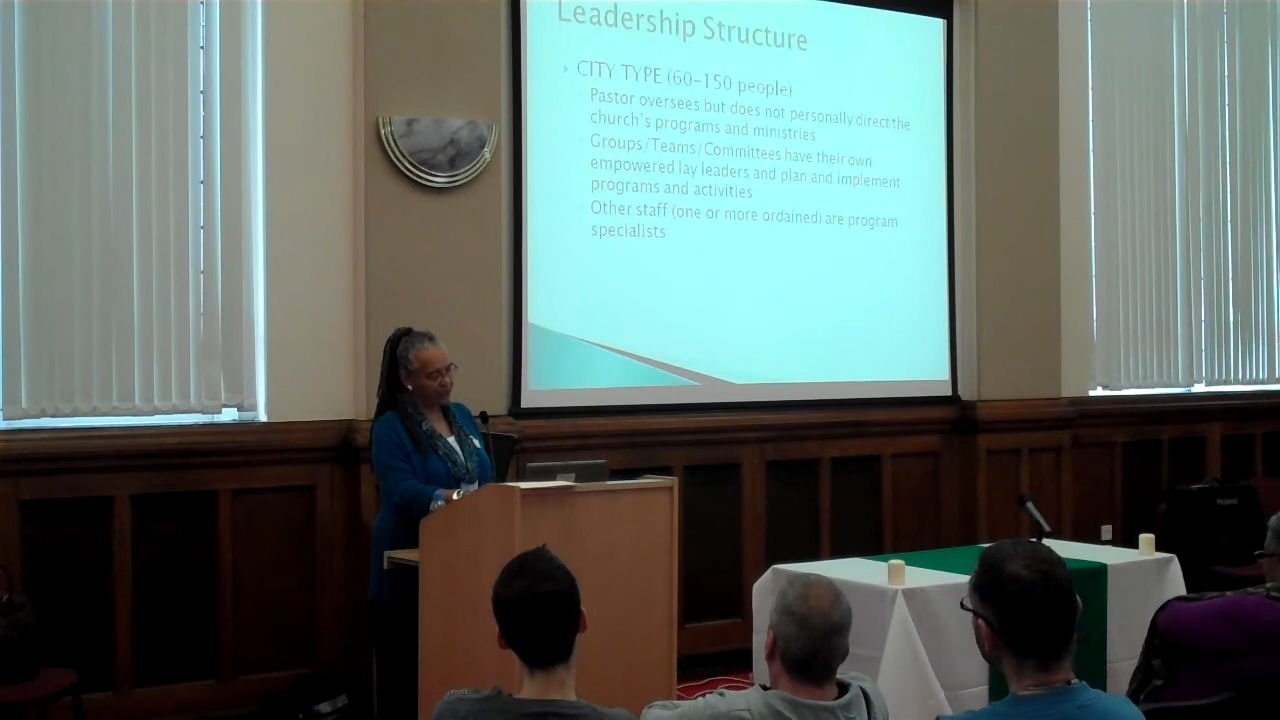 Leadership Structure
CITY TYPE (60-150 people)
Pastor oversees but does not personally direct the
church's programs and ministries
Groups/Teams/Committees have their own
empowered lay leaders and plan and implement
programs and activities
Other staff (one or more ordained) are program
specialists
Roland